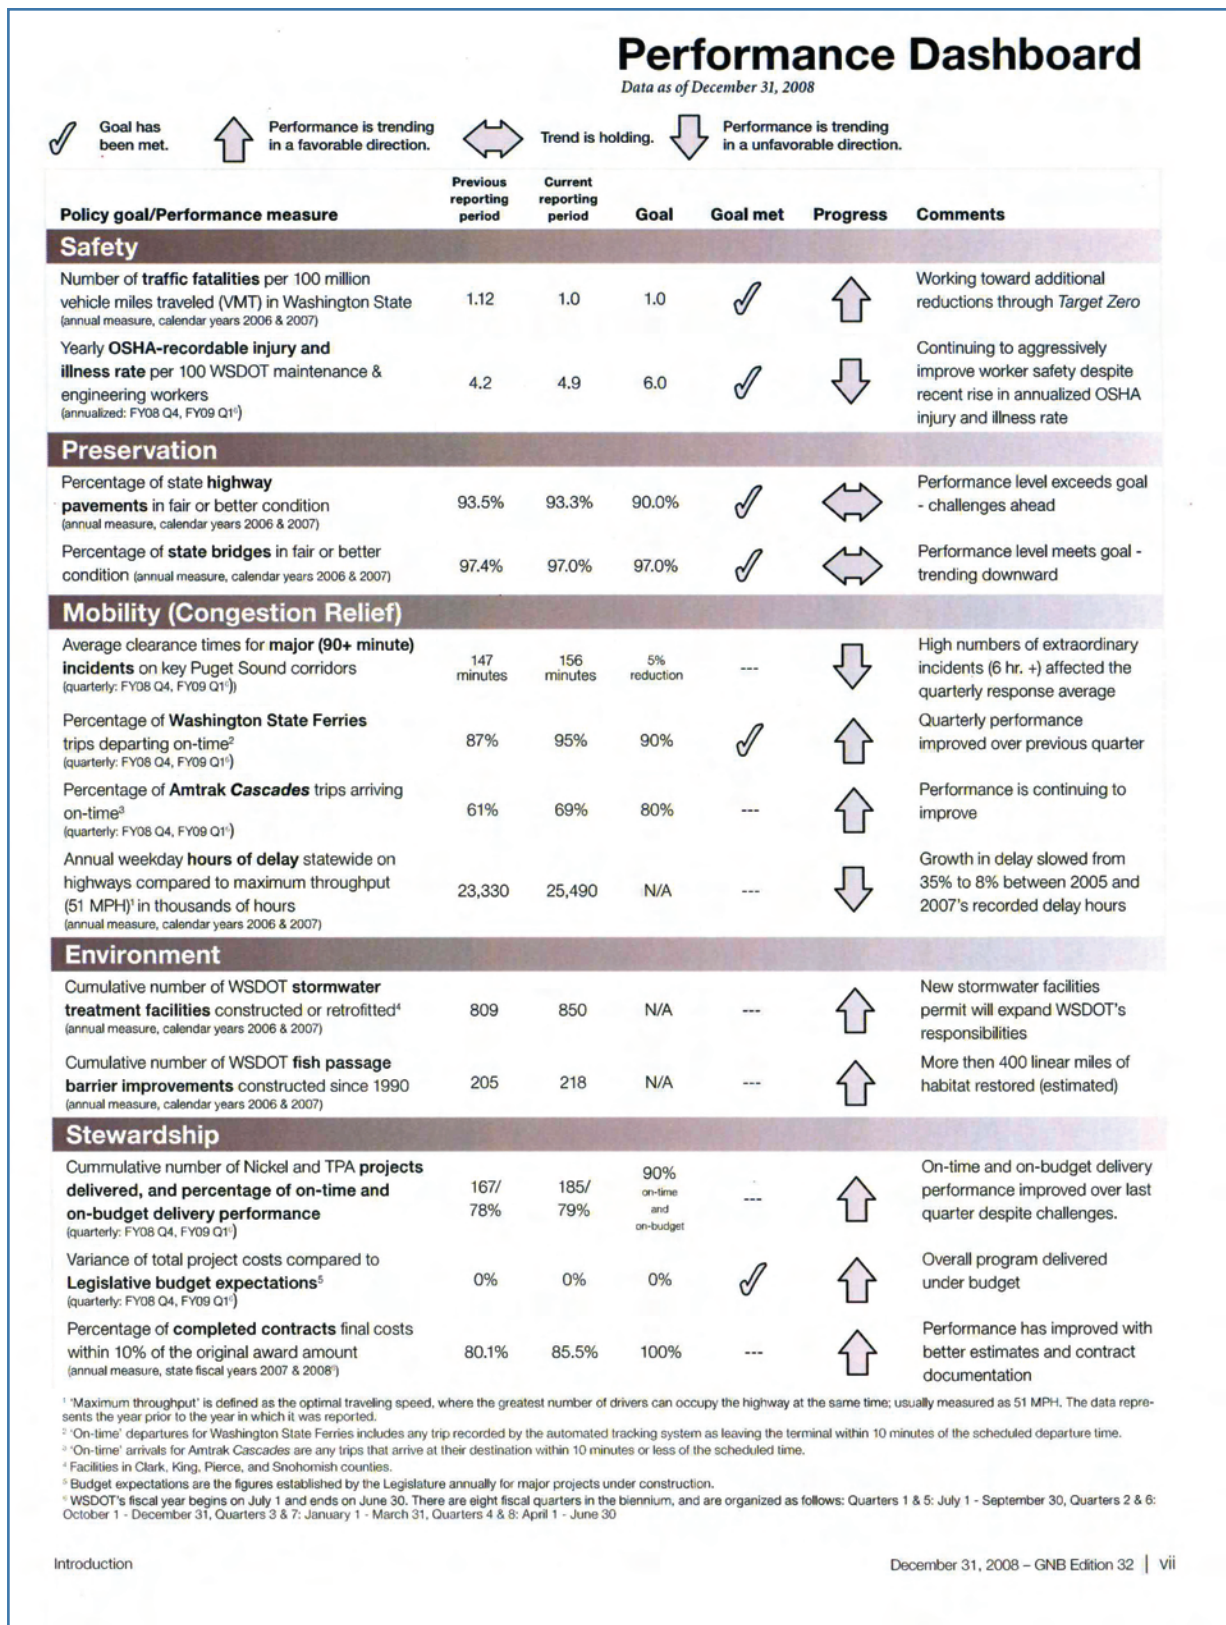 Performance Dashboard
Data as of December 31, 2008
Goal has been met.
Performance is trending in a favorable direction.
Trend is holding.
Performance is trending in a unfavorable direction.
Policy goal/Performance measure	Previous reporting period	Current reporting period	Goal	Goal met	Progress	Comments
Safety
Number of traffic fatalities per 100 million
vehicle miles traveled (VMT) in Washington State
(annual measure, calendar years 2006 & 2007)
1.12	1.0	1.0
Working toward additional
reductions through Target Zero
Yearly OSHA-recordable injury and
illness rate per 100 WSDOT maintenance &
engineering workers
(annualized: FY08 Q4, FY09 Q1⁶)
4.2	4.9	6.0
Continuing to aggressively
improve worker safety despite
recent rise in annualized OSHA
injury and illness rate
Preservation
Percentage of state highway
pavements in fair or better condition
(annual measure, calendar years 2006 & 2007)
93.5%	93.3%	90.0%
Performance level exceeds goal
- challenges ahead
Percentage of state bridges in fair or better
condition (annual measure, calendar years 2006 & 2007)
97.4%	97.0%	97.0%
Performance level meets goal -
trending downward
Mobility (Congestion Relief)
Average clearance times for major (90+ minute)
incidents on key Puget Sound corridors
(quarterly: FY08 Q4, FY09 Q1⁶))
147 minutes	156 minutes	5% reduction	---
High numbers of extraordinary
incidents (6 hr. +) affected the
quarterly response average
Percentage of Washington State Ferries
trips departing on-time²
(quarterly: FY08 Q4, FY09 Q1⁶)
87%	95%	90%
Quarterly performance
improved over previous quarter
Percentage of Amtrak Cascades trips arriving
on-time³
(quarterly: FY08 Q4, FY09 Q1⁶)
61%	69%	80%	---
Performance is continuing to
improve
Annual weekday hours of delay statewide on
highways compared to maximum throughput
(51 MPH)¹ in thousands of hours
(annual measure, calendar years 2006 & 2007)
23,330	25,490	N/A	---
Growth in delay slowed from
35% to 8% between 2005 and
2007's recorded delay hours
Environment
Cumulative number of WSDOT stormwater
treatment facilities constructed or retrofitted⁴
(annual measure, calendar years 2006 & 2007)
809	850	N/A	---
New stormwater facilities
permit will expand WSDOT's
responsibilities
Cumulative number of WSDOT fish passage
barrier improvements constructed since 1990
(annual measure, calendar years 2006 & 2007)
205	218	N/A	---
More then 400 linear miles of
habitat restored (estimated)
Stewardship
Cummulative number of Nickel and TPA projects
delivered, and percentage of on-time and
on-budget delivery performance
(quarterly: FY08 Q4, FY09 Q1⁶)
167/ 78%	185/ 79%	90% on-time and on-budget	---
On-time and on-budget delivery
performance improved over last
quarter despite challenges.
Variance of total project costs compared to
Legislative budget expectations⁵
(quarterly: FY08 Q4, FY09 Q1⁶)
0%	0%	0%
Overall program delivered
under budget
Percentage of completed contracts final costs
within 10% of the original award amount
(annual measure, state fiscal years 2007 & 2008⁶)
80.1%	85.5%	100%	---
Performance has improved with
better estimates and contract
documentation
¹ 'Maximum throughput' is defined as the optimal traveling speed, where the greatest number of drivers can occupy the highway at the same time; usually measured as 51 MPH. The data repre-
sents the year prior to the year in which it was reported.
² 'On-time' departures for Washington State Ferries includes any trip recorded by the automated tracking system as leaving the terminal within 10 minutes of the scheduled departure time.
³ 'On-time' arrivals for Amtrak Cascades are any trips that arrive at their destination within 10 minutes or less of the scheduled time.
⁴ Facilities in Clark, King, Pierce, and Snohomish counties.
⁵ Budget expectations are the figures established by the Legislature annually for major projects under construction.
⁶ WSDOT's fiscal year begins on July 1 and ends on June 30. There are eight fiscal quarters in the biennium, and are organized as follows: Quarters 1 & 5: July 1 - September 30, Quarters 2 & 6:
October 1 - December 31, Quarters 3 & 7: January 1 - March 31, Quarters 4 & 8: April 1 - June 30
Introduction
December 31, 2008 – GNB Edition 32 | vii